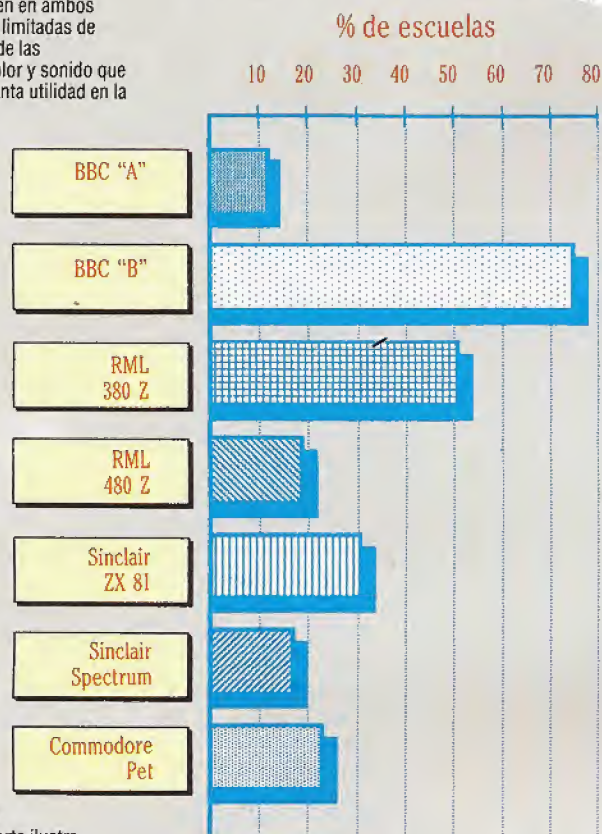 en en ambos
limitadas de
de las
olor y sonido que
anta utilidad en la
% de escuelas
10 20 30 40 50 60 70 80
BBC “A”
BBC “B”
RML
380 Z
RML
480 Z
Sinclair
ZX 81
Sinclair
Spectrum
Commodore
Pet